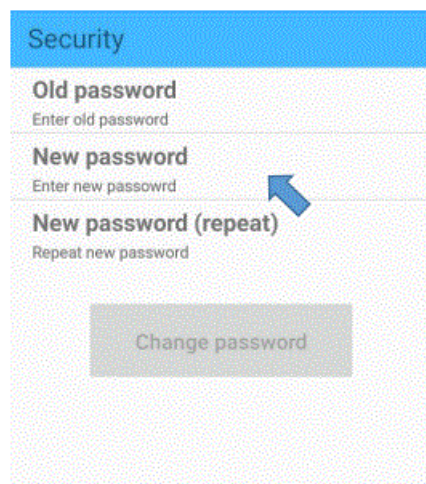 Security
Old password
Enter old password
New password
Enter new passowrd
New password (repeat)
Repeat new password
Change password